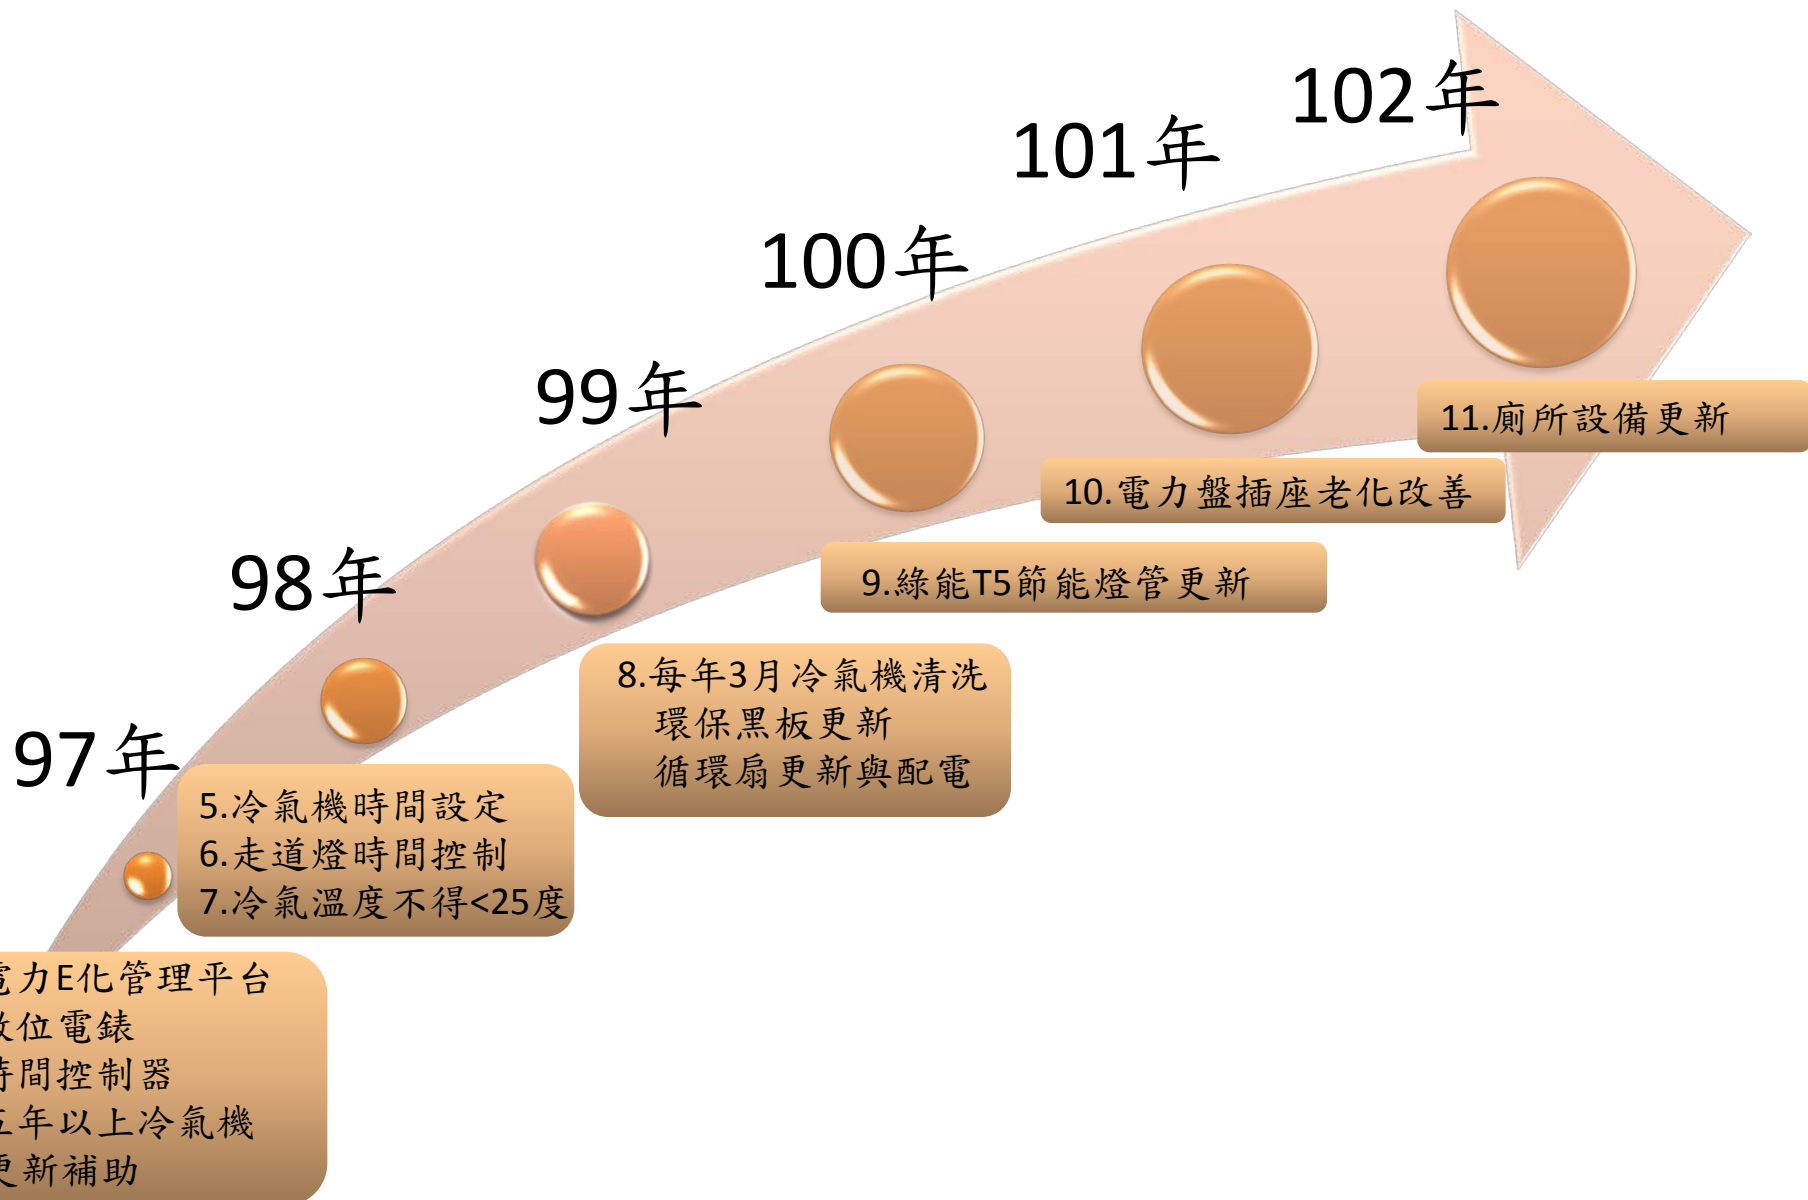 97年
電力E化管理平台
數位電錶
時間控制器
五年以上冷氣機
更新補助
98年
5.冷氣機時間設定
6.走道燈時間控制
7.冷氣溫度不得<25度
99年
8.每年3月冷氣機清洗
環保黑板更新
循環扇更新與配電
100年
9.綠能T5節能燈管更新
101年
10.電力盤插座老化改善
102年
11.廁所設備更新